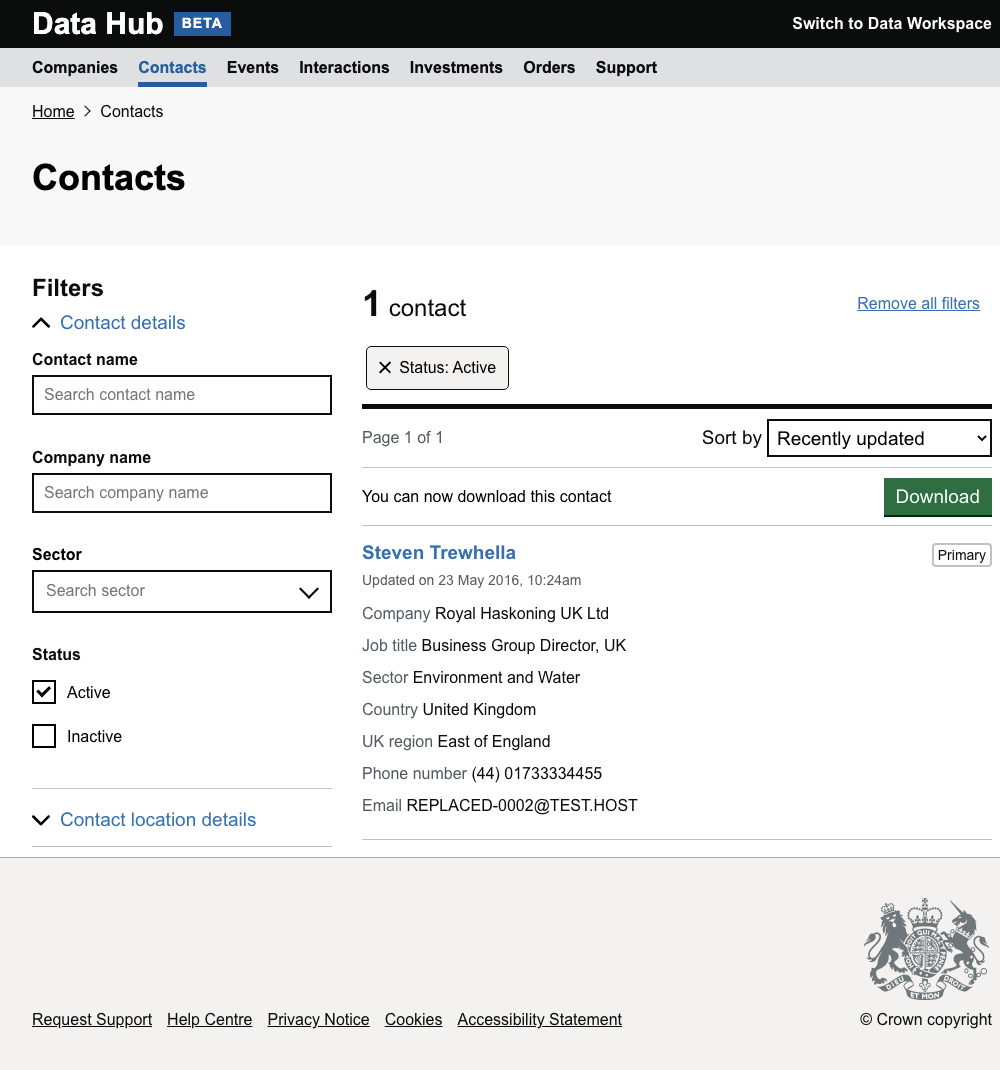 Data Hub BETA Switch to Data Workspace
Companies Contacts Events Interactions Investments Orders Support
Home Contacts
Contacts
Filters
Contact details
Contact name
Search contact name
Company name
Search company name
Sector
Search sector
Status
Active
Inactive
Contact location details
1 contact Remove all filters
Status: Active
Page 1 of 1 Sort by Recently updated
You can now download this contact Download
Steven Trewhella Primary
Updated on 23 May 2016, 10:24am
Company Royal Haskoning UK Ltd
Job title Business Group Director, UK
Sector Environment and Water
Country United Kingdom
UK region East of England
Phone number (44) 01733334455
Email REPLACED-0002@TEST.HOST
DIEU ET MON DROIT
Request Support Help Centre Privacy Notice Cookies Accessibility Statement © Crown copyright